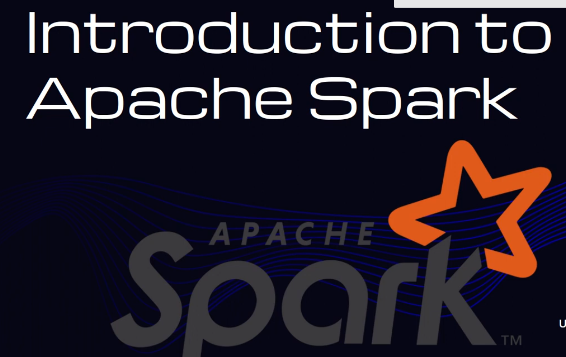 Introduction to
Apache Spark
APACHE
Spark
TM
U